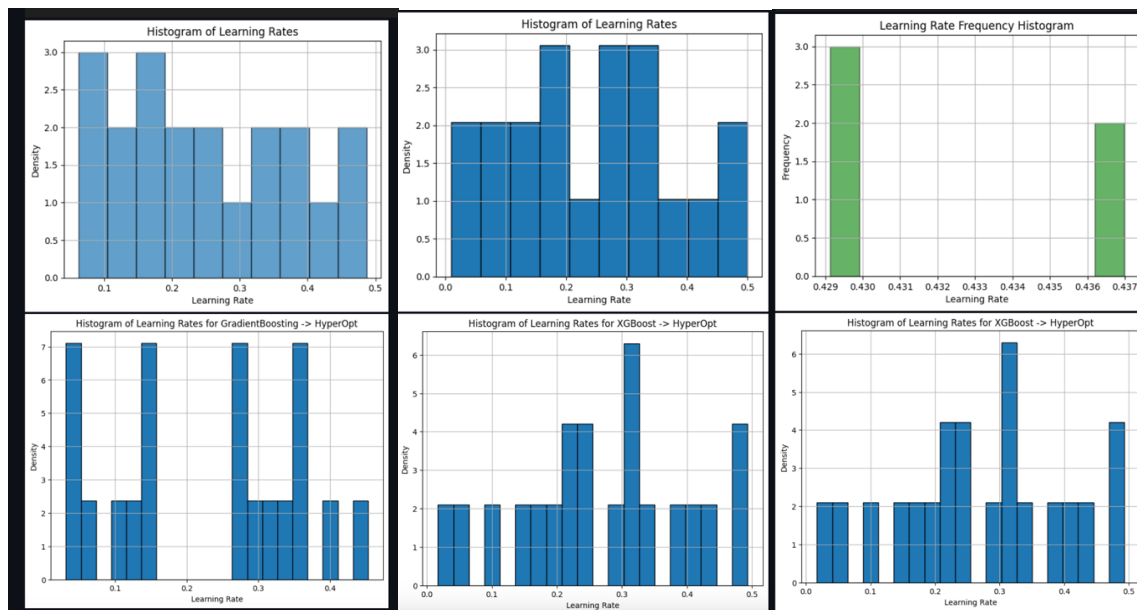 Histogram of Learning Rates
3.0
2.5
2.0
1.5
1.0
0.5
0.0
Density
0.1 0.2 0.3 0.4 0.5
Learning Rate
Histogram of Learning Rates
3.0
2.5
2.0
1.5
1.0
0.5
0.0
Density
0.0 0.1 0.2 0.3 0.4 0.5
Learning Rate
Learning Rate Frequency Histogram
3.0
2.5
2.0
1.5
1.0
0.5
0.0
Frequency
0.429 0.430 0.431 0.432 0.433 0.434 0.435 0.436 0.437
Learning Rate
Histogram of Learning Rates for GradientBoosting -> HyperOpt
7
6
5
4
3
2
1
0
Density
0.1 0.2 0.3 0.4
Learning Rate
Histogram of Learning Rates for XGBoost -> HyperOpt
6
5
4
3
2
1
0
Density
0.0 0.1 0.2 0.3 0.4 0.5
Learning Rate
Histogram of Learning Rates for XGBoost -> HyperOpt
6
5
4
3
2
1
0
Density
0.0 0.1 0.2 0.3 0.4 0.5
Learning Rate